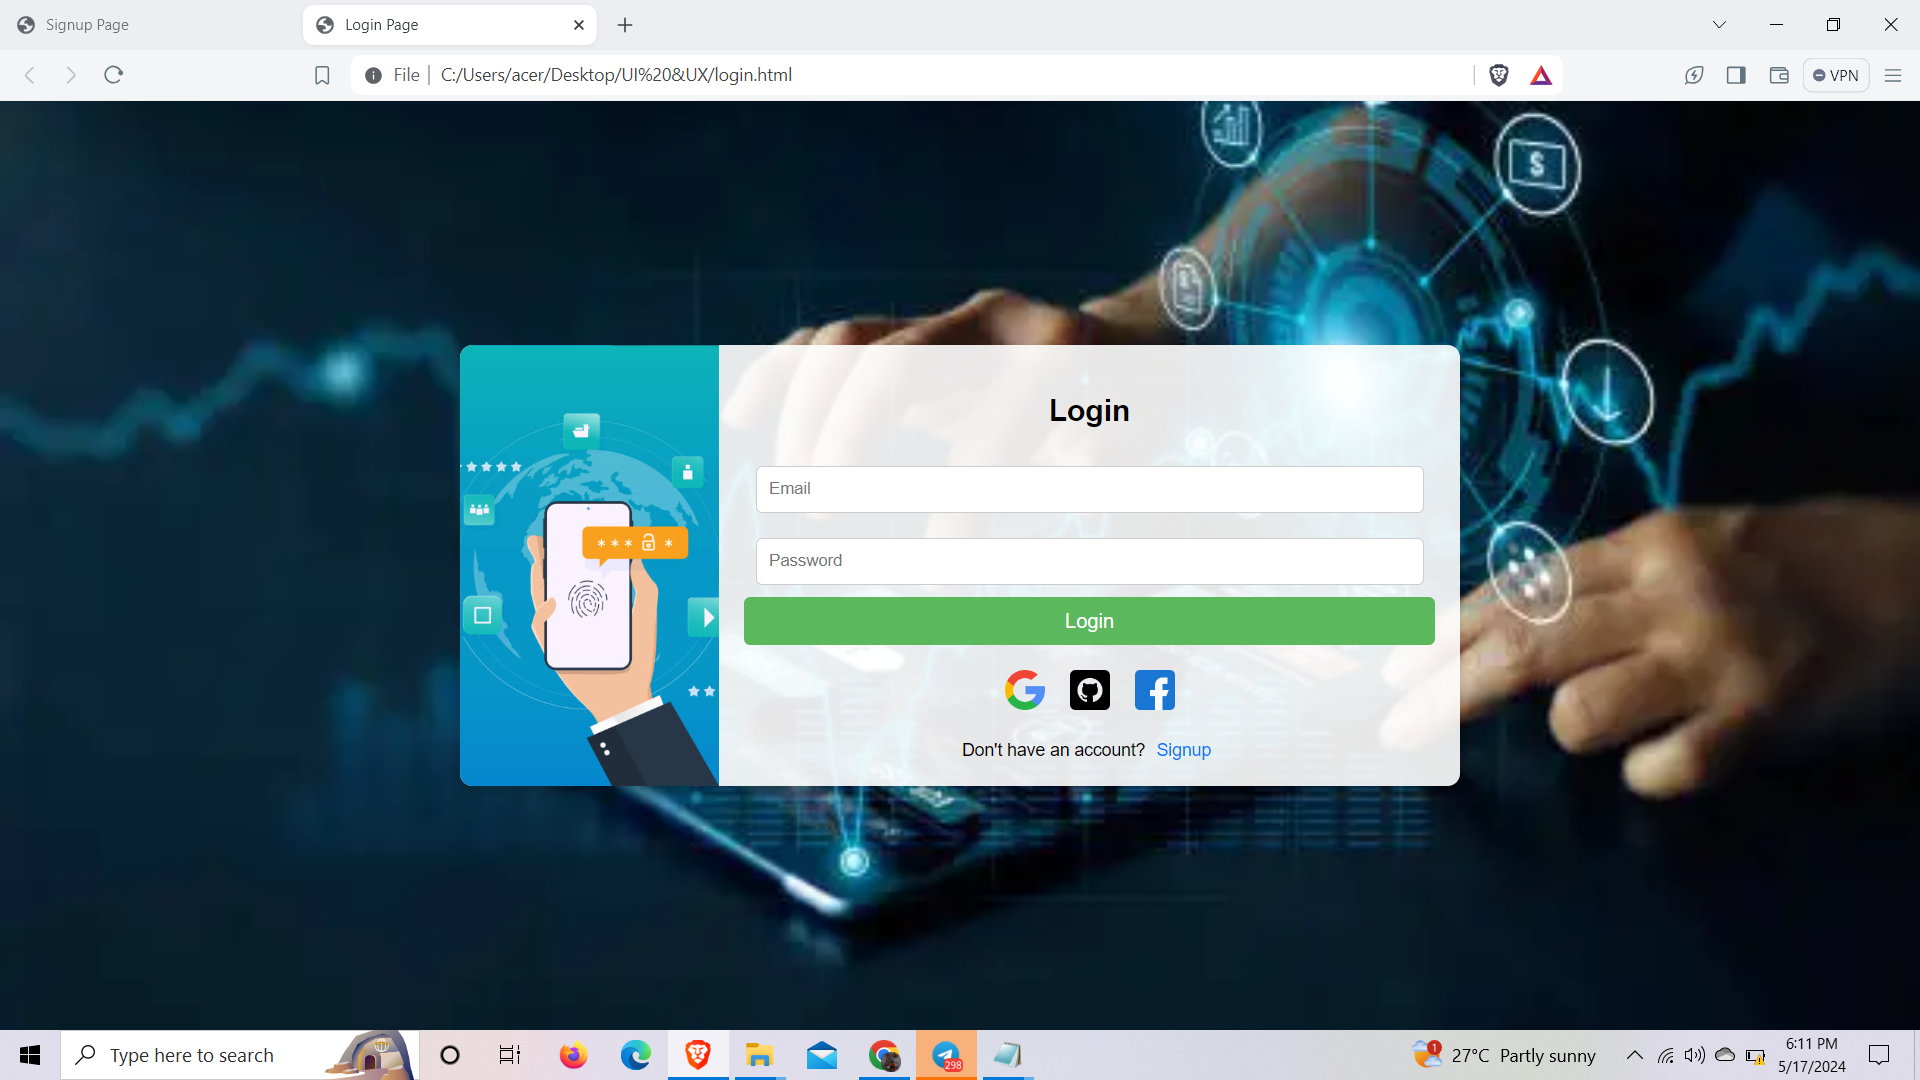 Signup Page
Login Page
File
C:/Users/acer/Desktop/UI%20&UX/login.html
VPN
Login
Email
Password
Login
Don't have an account? Signup
Type here to search
298
1
27°C Partly sunny
6:11 PM
5/17/2024